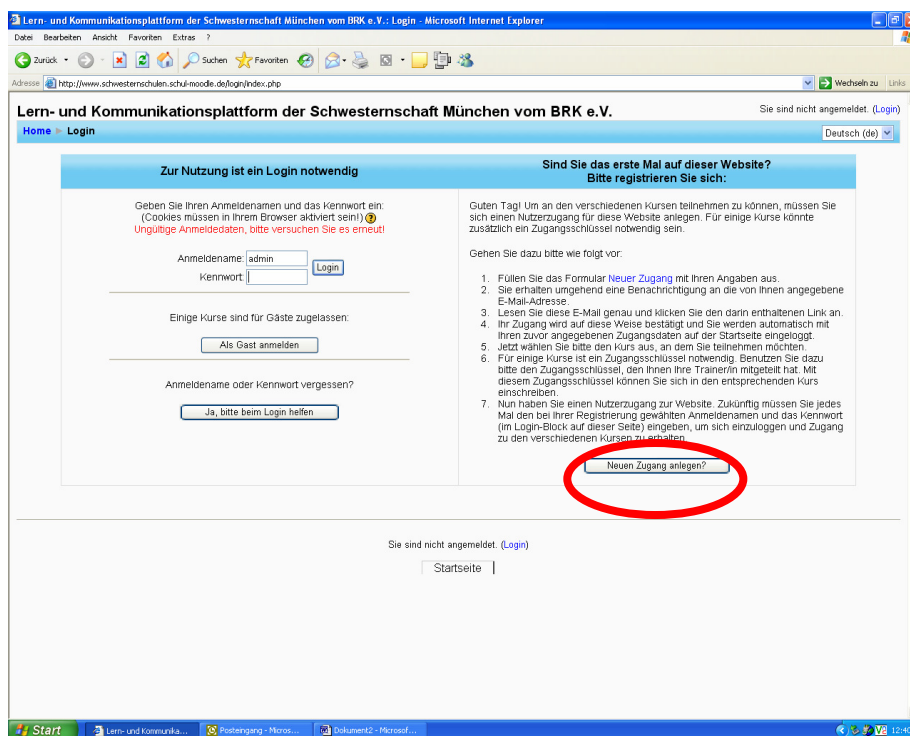 Lern- und Kommunikationsplattform der Schwesternschaft München vom BRK e.V.: Login - Microsoft Internet Explorer
Datei Bearbeiten Ansicht Favoriten Extras ?
Zurück Suchen Favoriten
Adresse http://www.schwesternschulen.schul-moodle.de/login/index.php Wechseln zu Links
Lern- und Kommunikationsplattform der Schwesternschaft München vom BRK e.V.
Sie sind nicht angemeldet. (Login)
Home ► Login
Deutsch (de)
Zur Nutzung ist ein Login notwendig
Geben Sie Ihren Anmeldenamen und das Kennwort ein:
(Cookies müssen in Ihrem Browser aktiviert sein!) ?
Ungültige Anmeldedaten, bitte versuchen Sie es erneut!
Anmeldename: admin
Kennwort:
Login
Einige Kurse sind für Gäste zugelassen:
Als Gast anmelden
Anmeldename oder Kennwort vergessen?
Ja, bitte beim Login helfen
Sind Sie das erste Mal auf dieser Website?
Bitte registrieren Sie sich:
Guten Tag! Um an den verschiedenen Kursen teilnehmen zu können, müssen Sie
sich einen Nutzerzugang für diese Website anlegen. Für einige Kurse könnte
zusätzlich ein Zugangsschlüssel notwendig sein.
Gehen Sie dazu bitte wie folgt vor:
1. Füllen Sie das Formular Neuer Zugang mit Ihren Angaben aus.
2. Sie erhalten umgehend eine Benachrichtigung an die von Ihnen angegebene
E-Mail-Adresse.
3. Lesen Sie diese E-Mail genau und klicken Sie den darin enthaltenen Link an.
4. Ihr Zugang wird auf diese Weise bestätigt und Sie werden automatisch mit
Ihren zuvor angegebenen Zugangsdaten auf der Startseite eingeloggt.
5. Jetzt wählen Sie bitte den Kurs aus, an dem Sie teilnehmen möchten.
6. Für einige Kurse ist ein Zugangsschlüssel notwendig. Benutzen Sie dazu
bitte den Zugangsschlüssel, den Ihnen Ihre Trainer/in mitgeteilt hat. Mit
diesem Zugangsschlüssel können Sie sich in den entsprechenden Kurs
einschreiben.
7. Nun haben Sie einen Nutzerzugang zur Website. Zukünftig müssen Sie jedes
Mal den bei Ihrer Registrierung gewählten Anmeldenamen und das Kennwort
(im Login-Block auf dieser Seite) eingeben, um sich einzuloggen und Zugang
zu den verschiedenen Kursen zu erhalten.
Neuen Zugang anlegen?
Sie sind nicht angemeldet. (Login)
Startseite
Start Lern- und Kommunika... Posteingang - Micros... Dokument2 - Microsof... 12:40